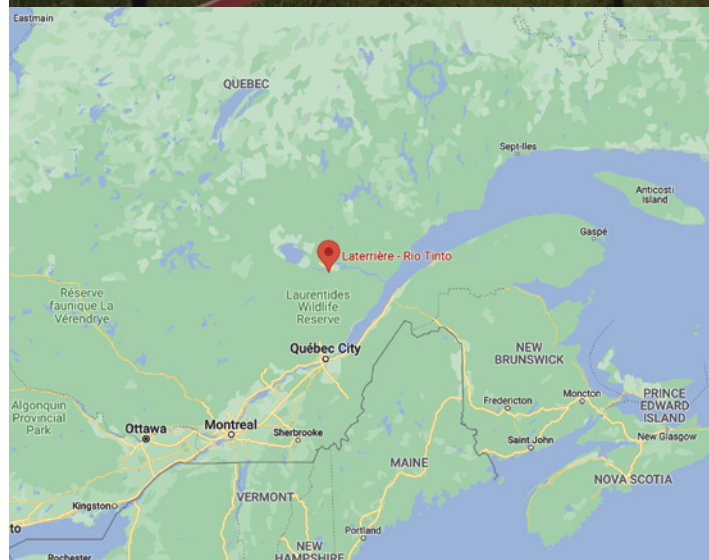 Eastmain
QUEBEC
Sept-Iles
Anticosti
Island
Gaspé
Laterrière - Rio Tinto
Réserve
faunique La
Vérendrye
Laurentides
Wildlife
Reserve
Québec City
NEW
BRUNSWICK
Algonquin
Provincial
Park
Ottawa
Montreal
Sherbrooke
Fredericton
Moncton
PRINCE
EDWARD
ISLAND
New Glasgow
Saint John
MAINE
NOVA SCOTIA
Kingston
VERMONT
to
Portland
NEW
HAMPSHIRE
Rochester